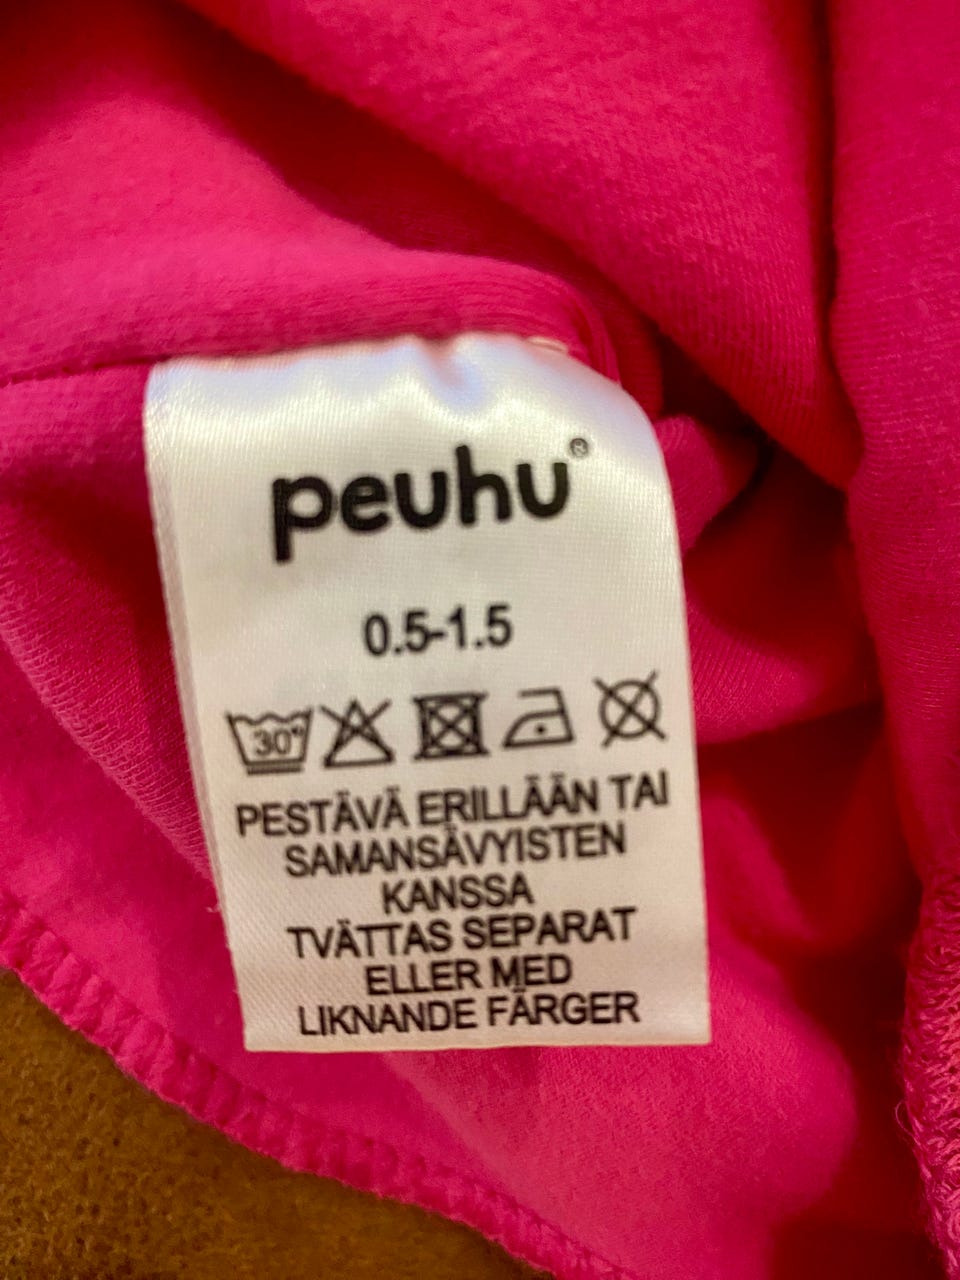 peuhu®
0.5-1.5
30°
PESTÄVÄ ERILLÄÄN TAI
SAMANSÄVYISTEN
KANSSA
TVÄTTAS SEPARAT
ELLER MED
LIKNANDE FÄRGER